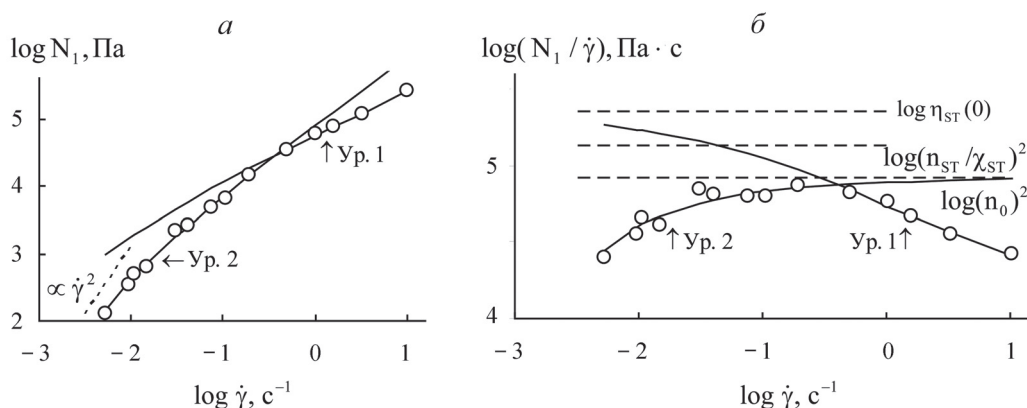 а
log N₁, Па
5
4
3
2
↑Ур. 1
←Ур. 2
∝ γ̇²
−3 −2 −1 0 1
log γ̇, с⁻¹
б
log(N₁ / γ̇), Па · с
5
4
log η_ST(0)
log(n_ST/χ_ST)²
log(n₀)²
↑Ур. 2
Ур. 1↑
−3 −2 −1 0 1
log γ̇, с⁻¹